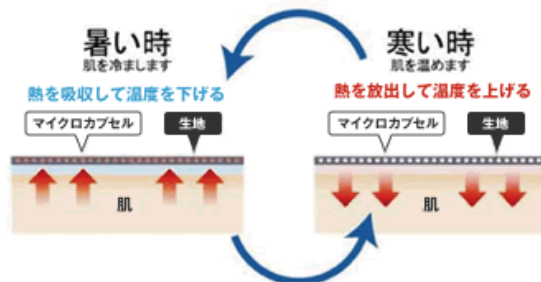 暑い時
肌を冷まします
熱を吸収して温度を下げる
マイクロカプセル
生地
肌
寒い時
肌を温めます
熱を放出して温度を上げる
マイクロカプセル
生地
肌